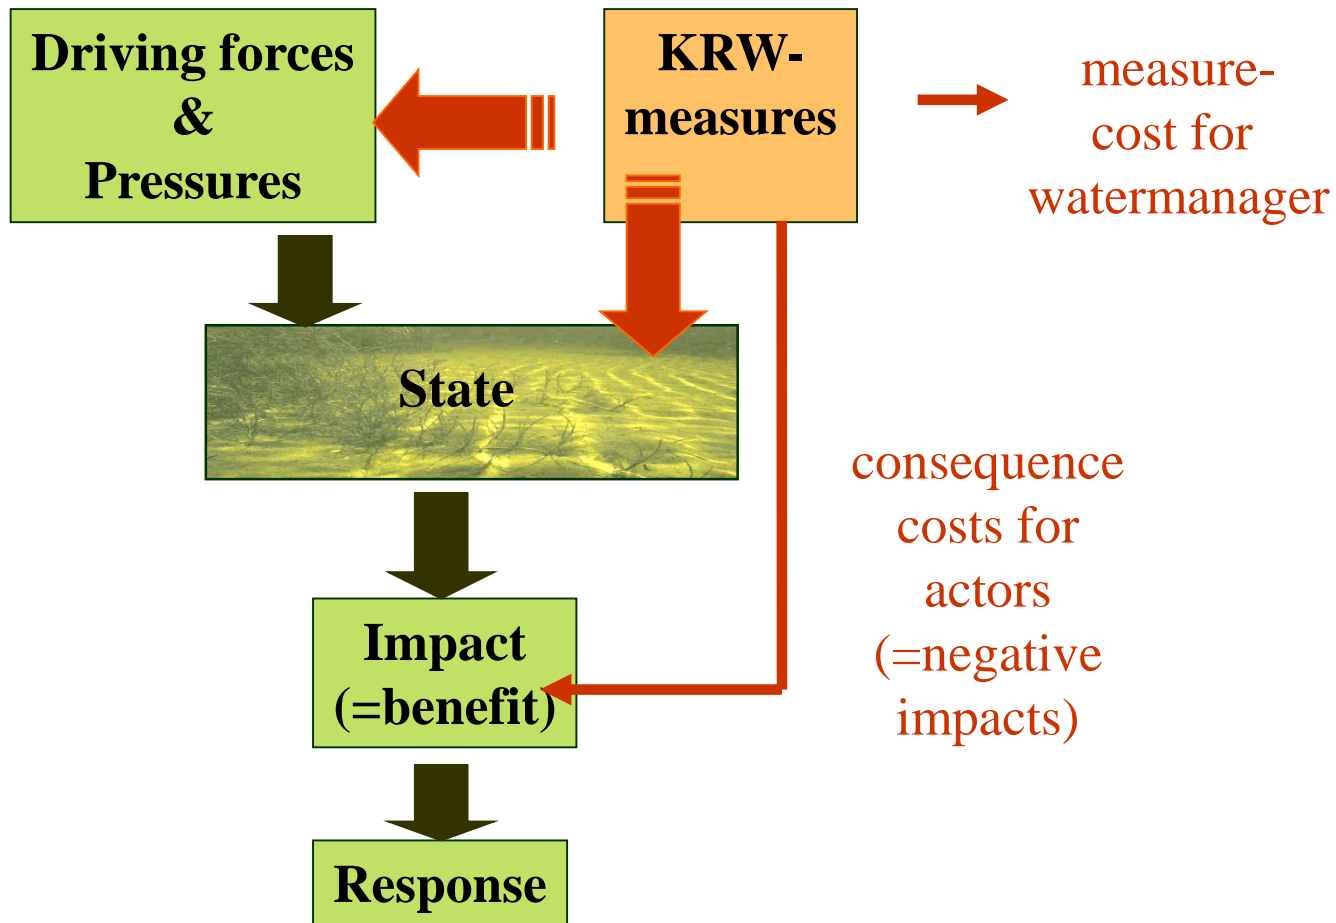 Driving forces
&
Pressures
KRW-
measures
measure-
cost for
watermanager
State
consequence
costs for
actors
(=negative
impacts)
Impact
(=benefit)
Response